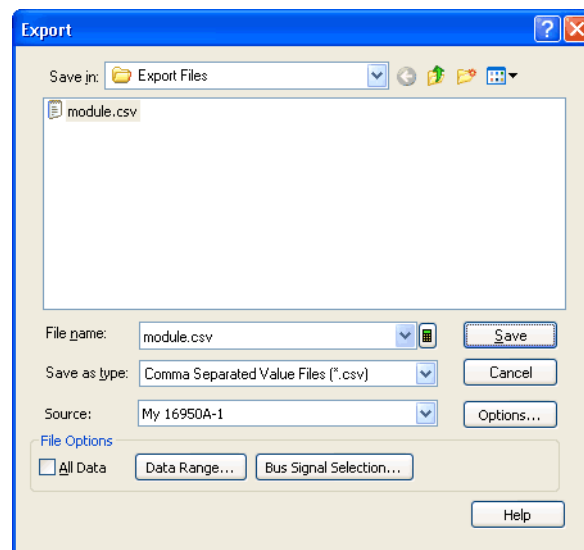 Export
Save in: Export Files
module.csv
File name: module.csv
Save
Save as type: Comma Separated Value Files (*.csv)
Cancel
Source: My 16950A-1
Options...
File Options
All Data
Data Range...
Bus Signal Selection...
Help